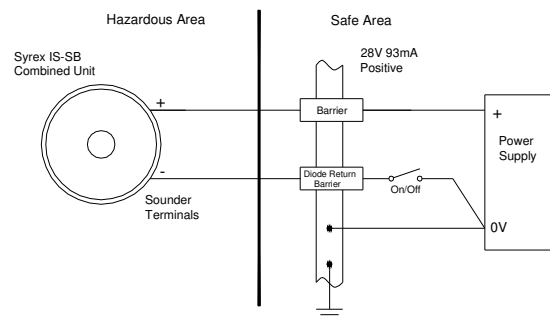 Hazardous Area
Safe Area
Syrex IS-SB
Combined Unit
28V 93mA
Positive
+
Barrier
+
Power
Supply
-
Diode Return
Barrier
On/Off
Sounder
Terminals
0V